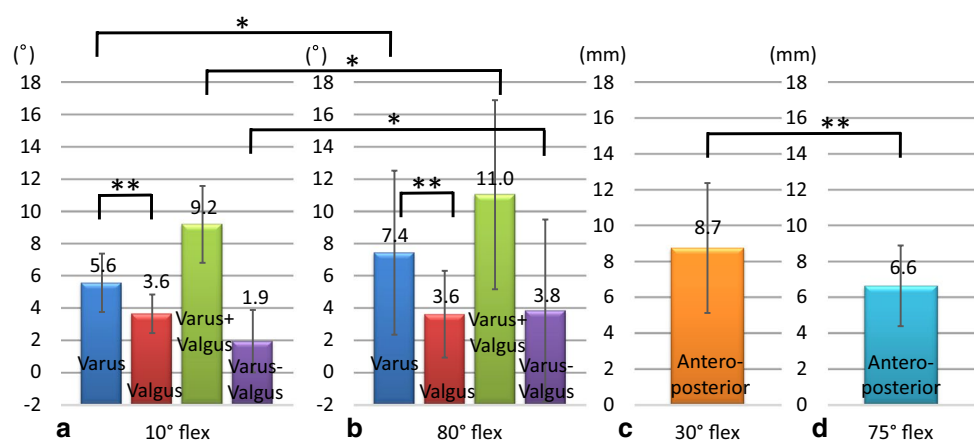 *
(°)
(°)
*
(mm)
(mm)
18
18
18
18
16
16
16
16
14
*
14
14
**
14
12
**
12
**
12
12
10
9.2
10
11.0
10
10
8
8
7.4
8
8.7
8
6
5.6
3.6
6
3.6
3.8
6
6.6
6
4
1.9
4
4
4
2
Varus+
Valgus
2
Varus+
Valgus
2
2
0
Varus
Valgus
Varus-
Valgus
0
Varus
Valgus
Varus-
Valgus
Antero-
posterior
Antero-
posterior
-2
-2
0
0
a
10° flex
b
80° flex
c
30° flex
d
75° flex